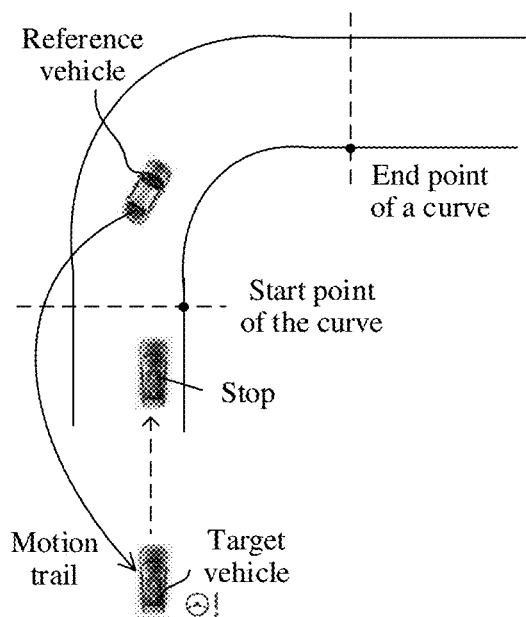 Reference
vehicle
End point
of a curve
Start point
of the curve
Stop
Motion
trail
Target
vehicle